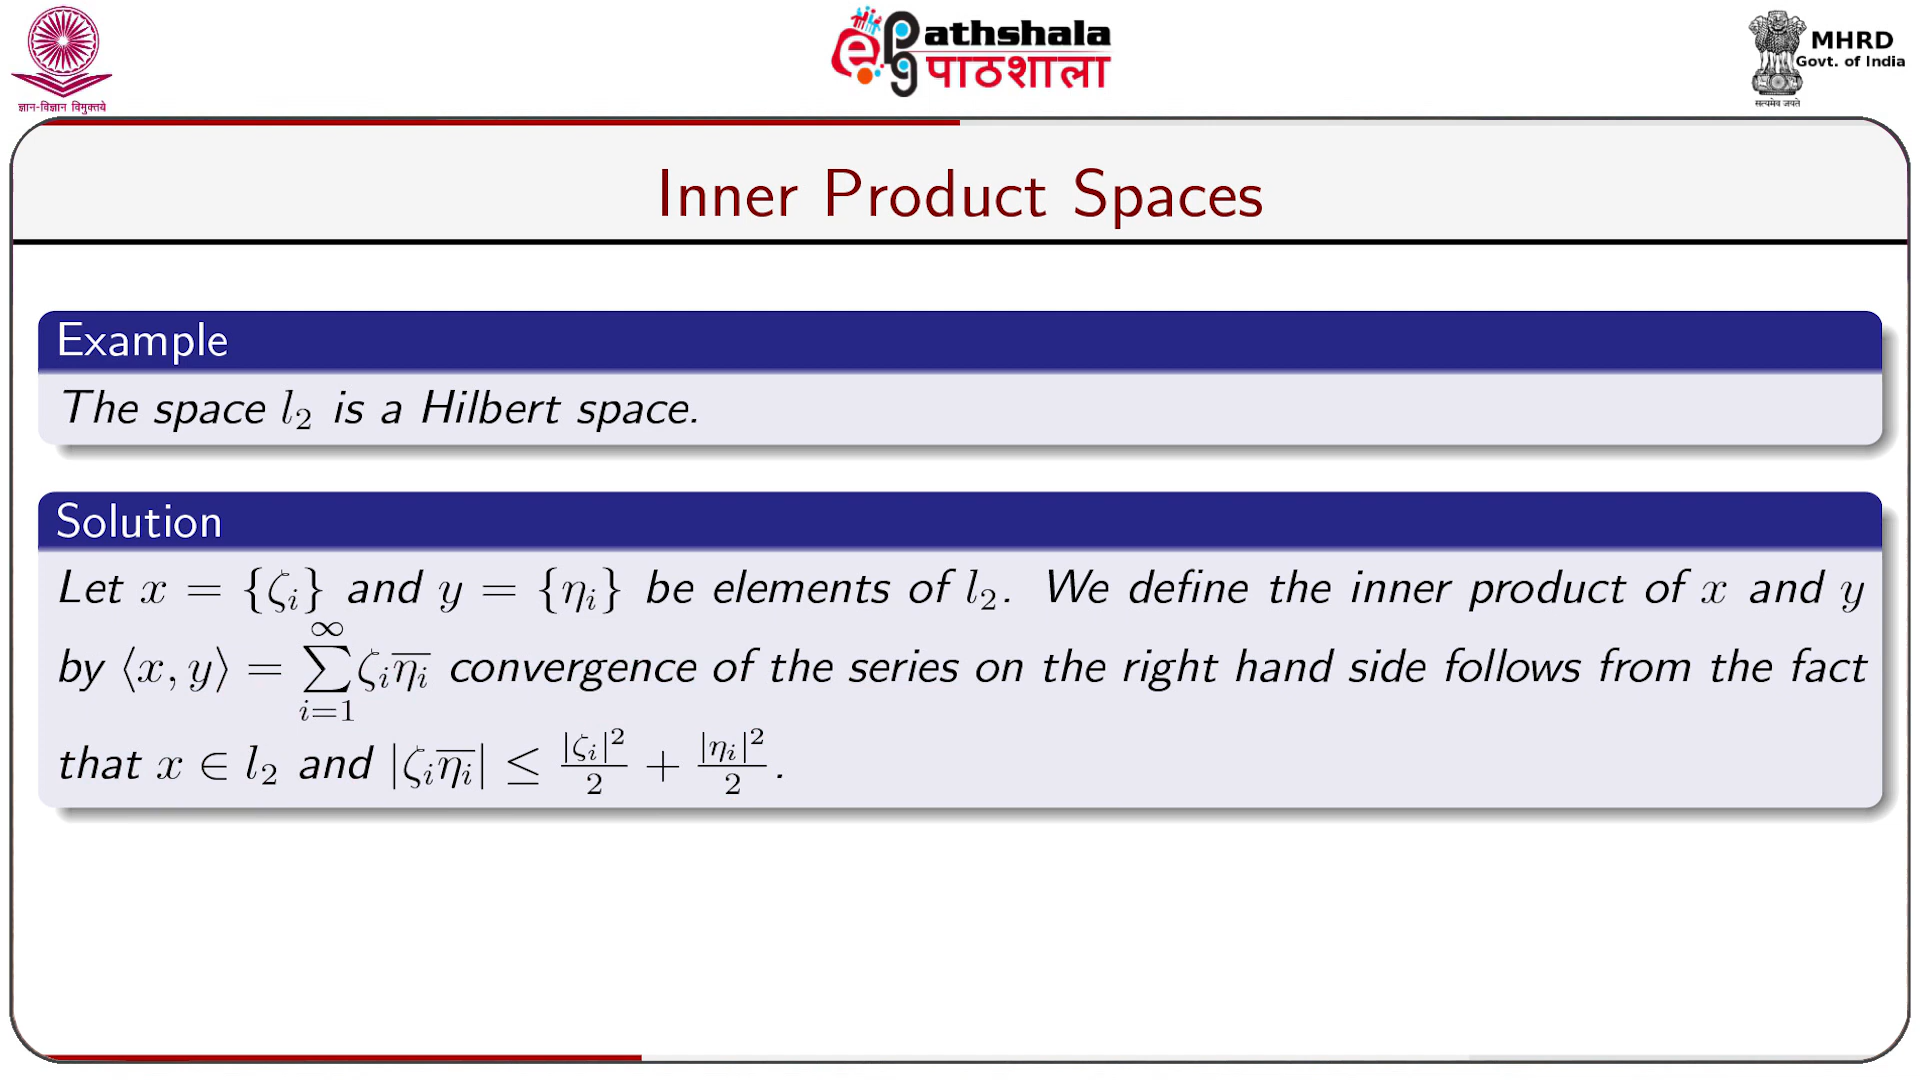 ज्ञान-विज्ञान विमुक्तये
ePg Pathshala
पाठशाला
MHRD
Govt. of India
सत्यमेव जयते
Inner Product Spaces
Example
The space l₂ is a Hilbert space.
Solution
Let x = {ζᵢ} and y = {ηᵢ} be elements of l₂. We define the inner product of x and y
by ⟨x, y⟩ = ∑_{i=1}^{∞} ζᵢ\overline{ηᵢ} convergence of the series on the right hand side follows from the fact
that x ∈ l₂ and |ζᵢ\overline{ηᵢ}| ≤ |ζᵢ|²/2 + |ηᵢ|²/2.